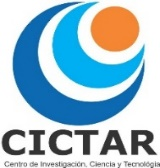 CICTAR
Centro de Investigación, Ciencia y Tecnología